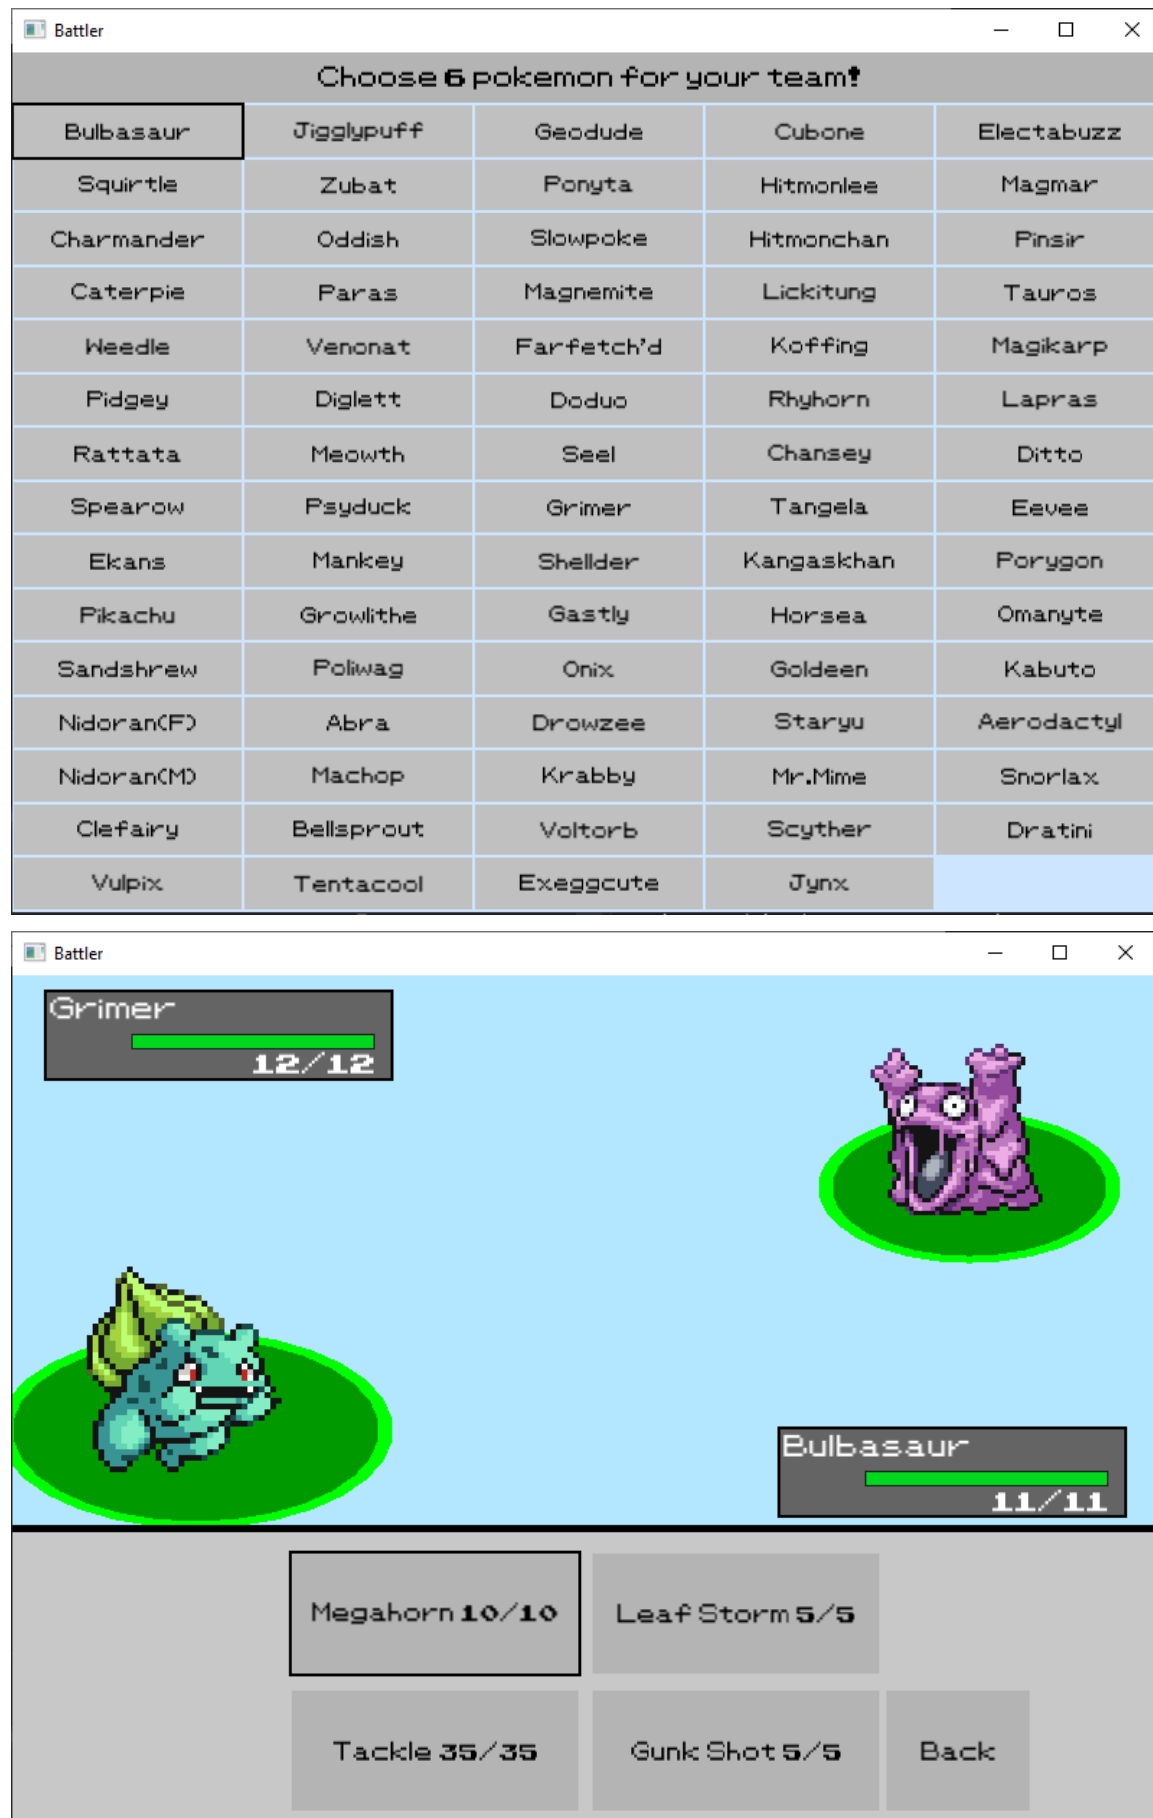 Battler
Choose 6 pokemon for your team!
Bulbasaur Jigglypuff Geodude Cubone Electabuzz
Squirtle Zubat Ponyta Hitmonlee Magmar
Charmander Oddish Slowpoke Hitmonchan Pinsir
Caterpie Paras Magnemite Lickitung Tauros
Weedle Venonat Farfetch'd Koffing Magikarp
Pidgey Diglett Doduo Rhyhorn Lapras
Rattata Meowth Seel Chansey Ditto
Spearow Psyduck Grimer Tangela Eevee
Ekans Mankey Shellder Kangaskhan Porygon
Pikachu Growlithe Gastly Horsea Omanyte
Sandshrew Poliwag Onix Goldeen Kabuto
Nidoran(F) Abra Drowzee Staryu Aerodactyl
Nidoran(M) Machop Krabby Mr.Mime Snorlax
Clefairy Bellsprout Voltorb Scyther Dratini
Vulpix Tentacool Exeggcute Jynx
Battler
Grimer
12/12
Bulbasaur
11/11
Megahorn 10/10 Leaf Storm 5/5
Tackle 35/35 Gunk Shot 5/5 Back